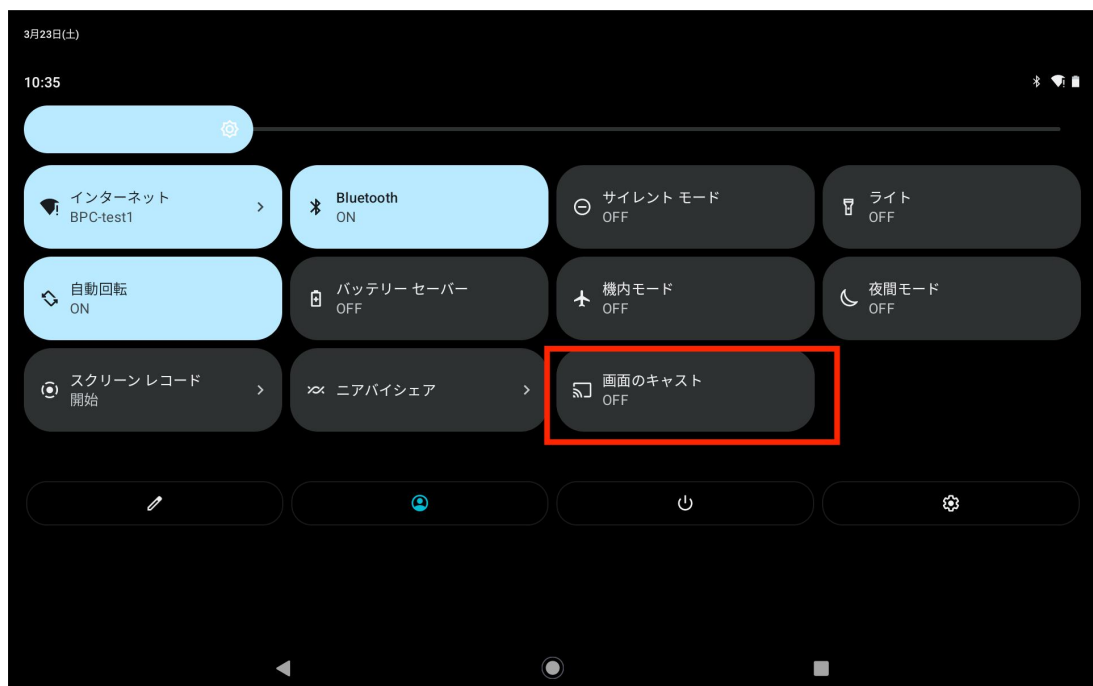 3月23日(土)
10:35
インターネット
BPC-test1
Bluetooth
ON
サイレント モード
OFF
ライト
OFF
自動回転
ON
バッテリー セーバー
OFF
機内モード
OFF
夜間モード
OFF
スクリーン レコード
開始
ニアバイシェア
画面のキャスト
OFF